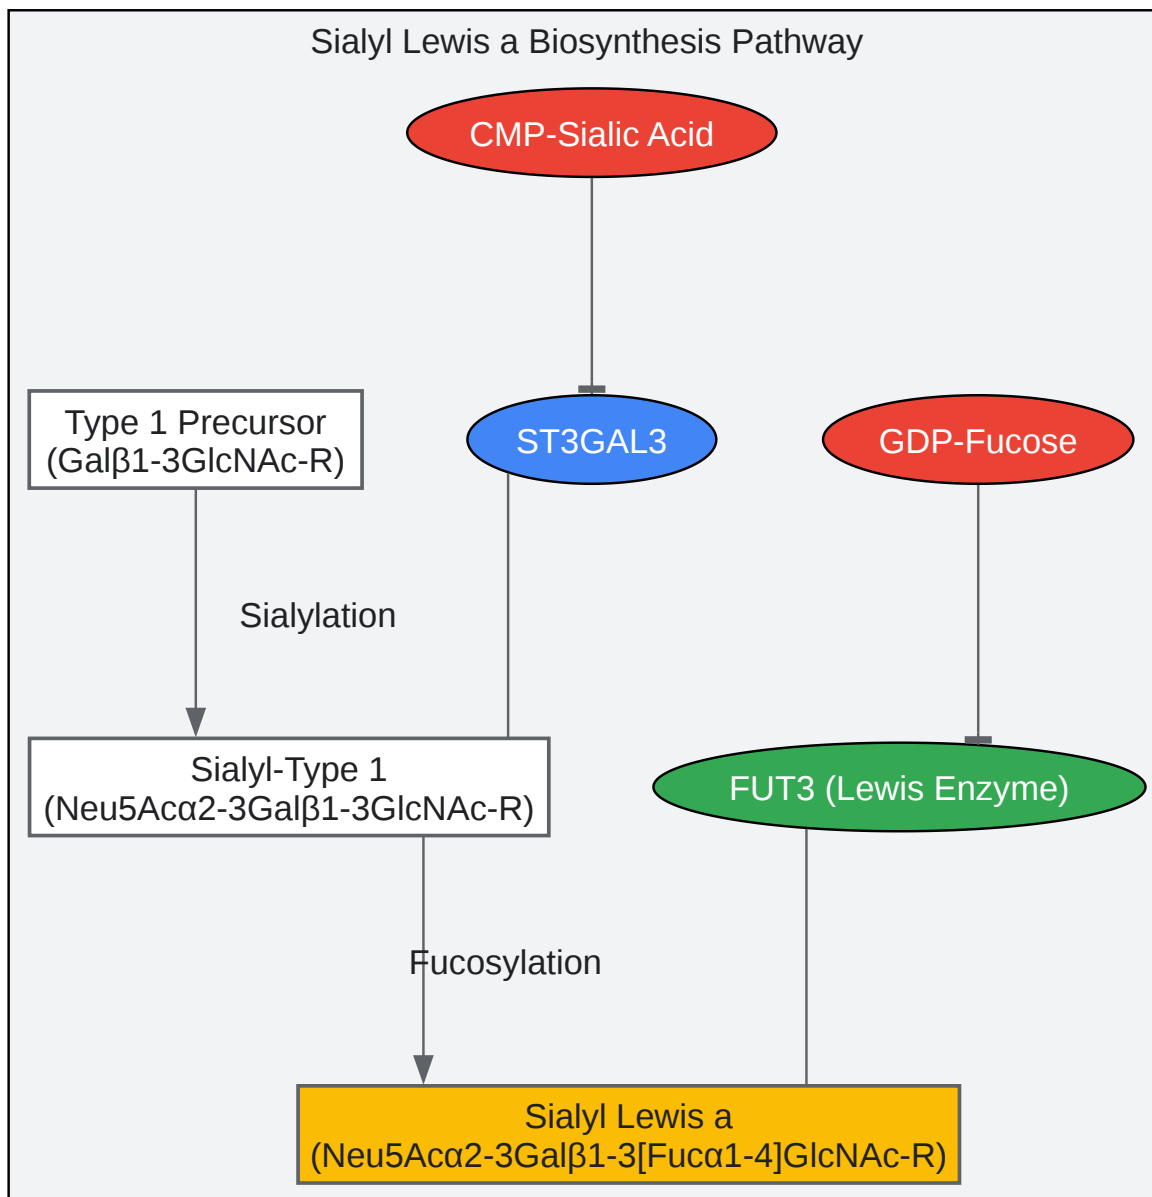 Sialyl Lewis a Biosynthesis Pathway
CMP-Sialic Acid
Type 1 Precursor
(Galβ1-3GlcNAc-R)
ST3GAL3
GDP-Fucose
Sialylation
Sialyl-Type 1
(Neu5Acα2-3Galβ1-3GlcNAc-R)
FUT3 (Lewis Enzyme)
Fucosylation
Sialyl Lewis a
(Neu5Acα2-3Galβ1-3[Fucα1-4]GlcNAc-R)